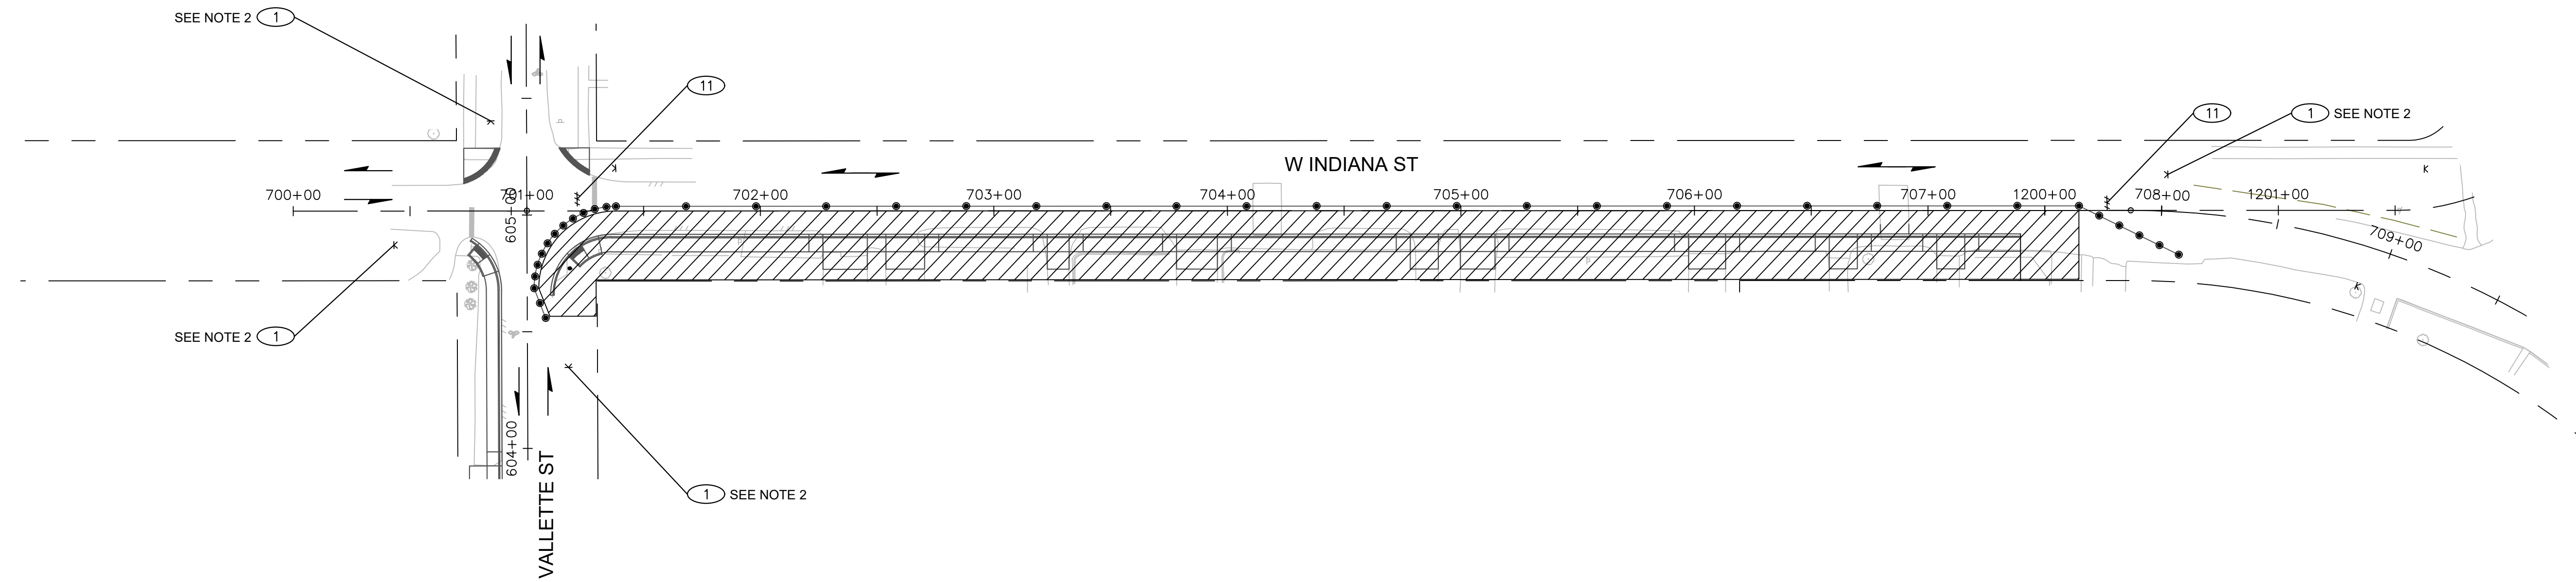 SEE NOTE 2 1
11
11
1 SEE NOTE 2
W INDIANA ST
700+00 701+00 702+00 703+00 704+00 705+00 706+00 707+00 1200+00 708+00 1201+00
605+00
709+00
SEE NOTE 2 1
604+00
VALLETTE ST
1 SEE NOTE 2